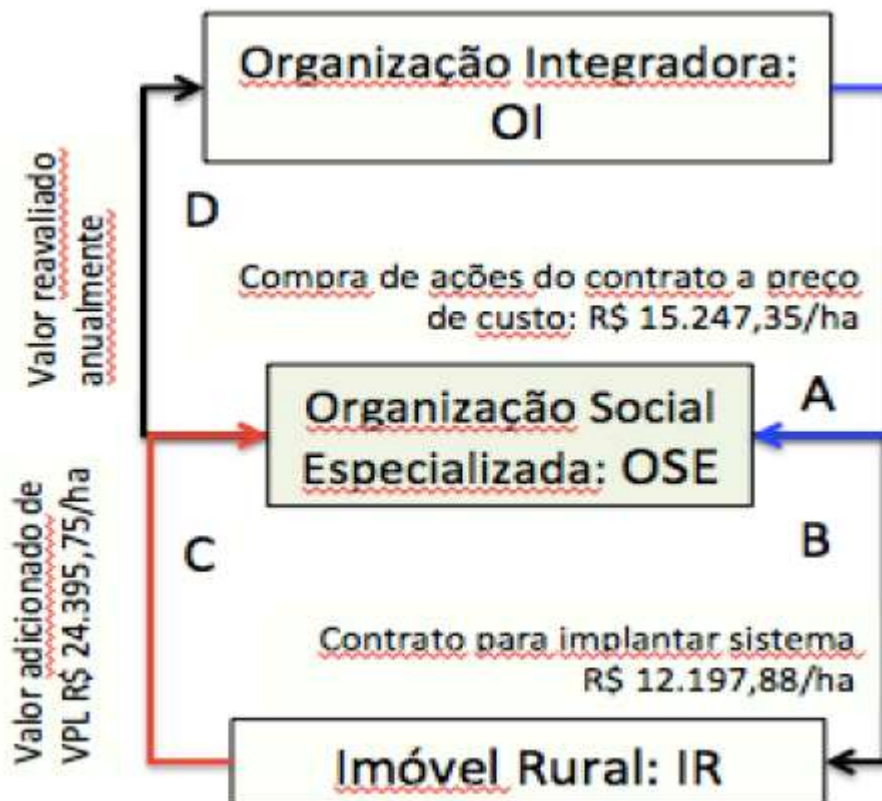 Organização Integradora:
OI
D
Valor reavaliado
anualmente
Compra de ações do contrato a preço
de custo: R$ 15.247,35/ha
A
Organização Social
Especializada: OSE
B
C
Valor adicionado de
VPL R$ 24.395,75/ha
Contrato para implantar sistema
R$ 12.197,88/ha
Imóvel Rural: IR